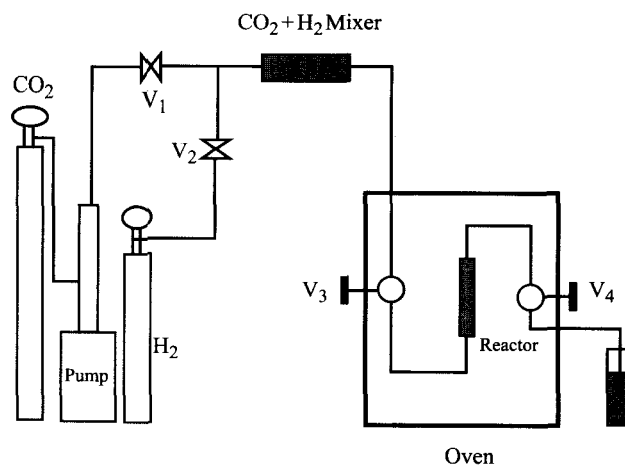 CO₂ + H₂ Mixer
CO₂
V₁
V₂
V₃
V₄
Reactor
H₂
Pump
Oven